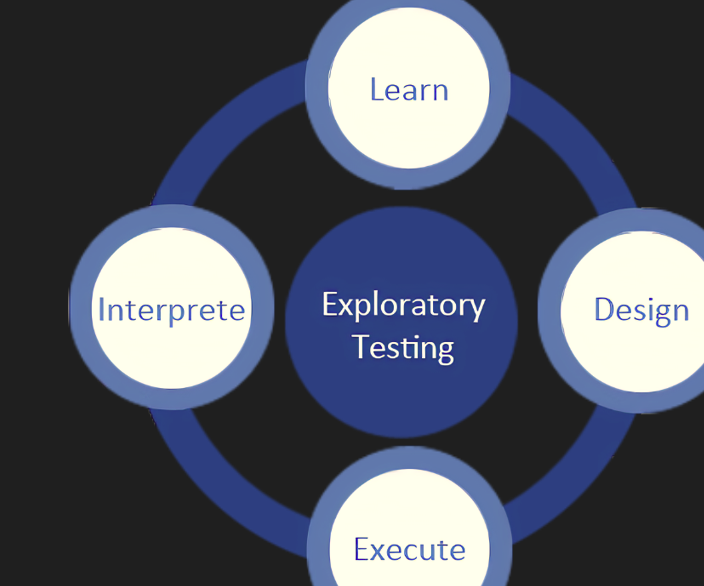 Learn
Interprete
Exploratory
Testing
Design
Execute